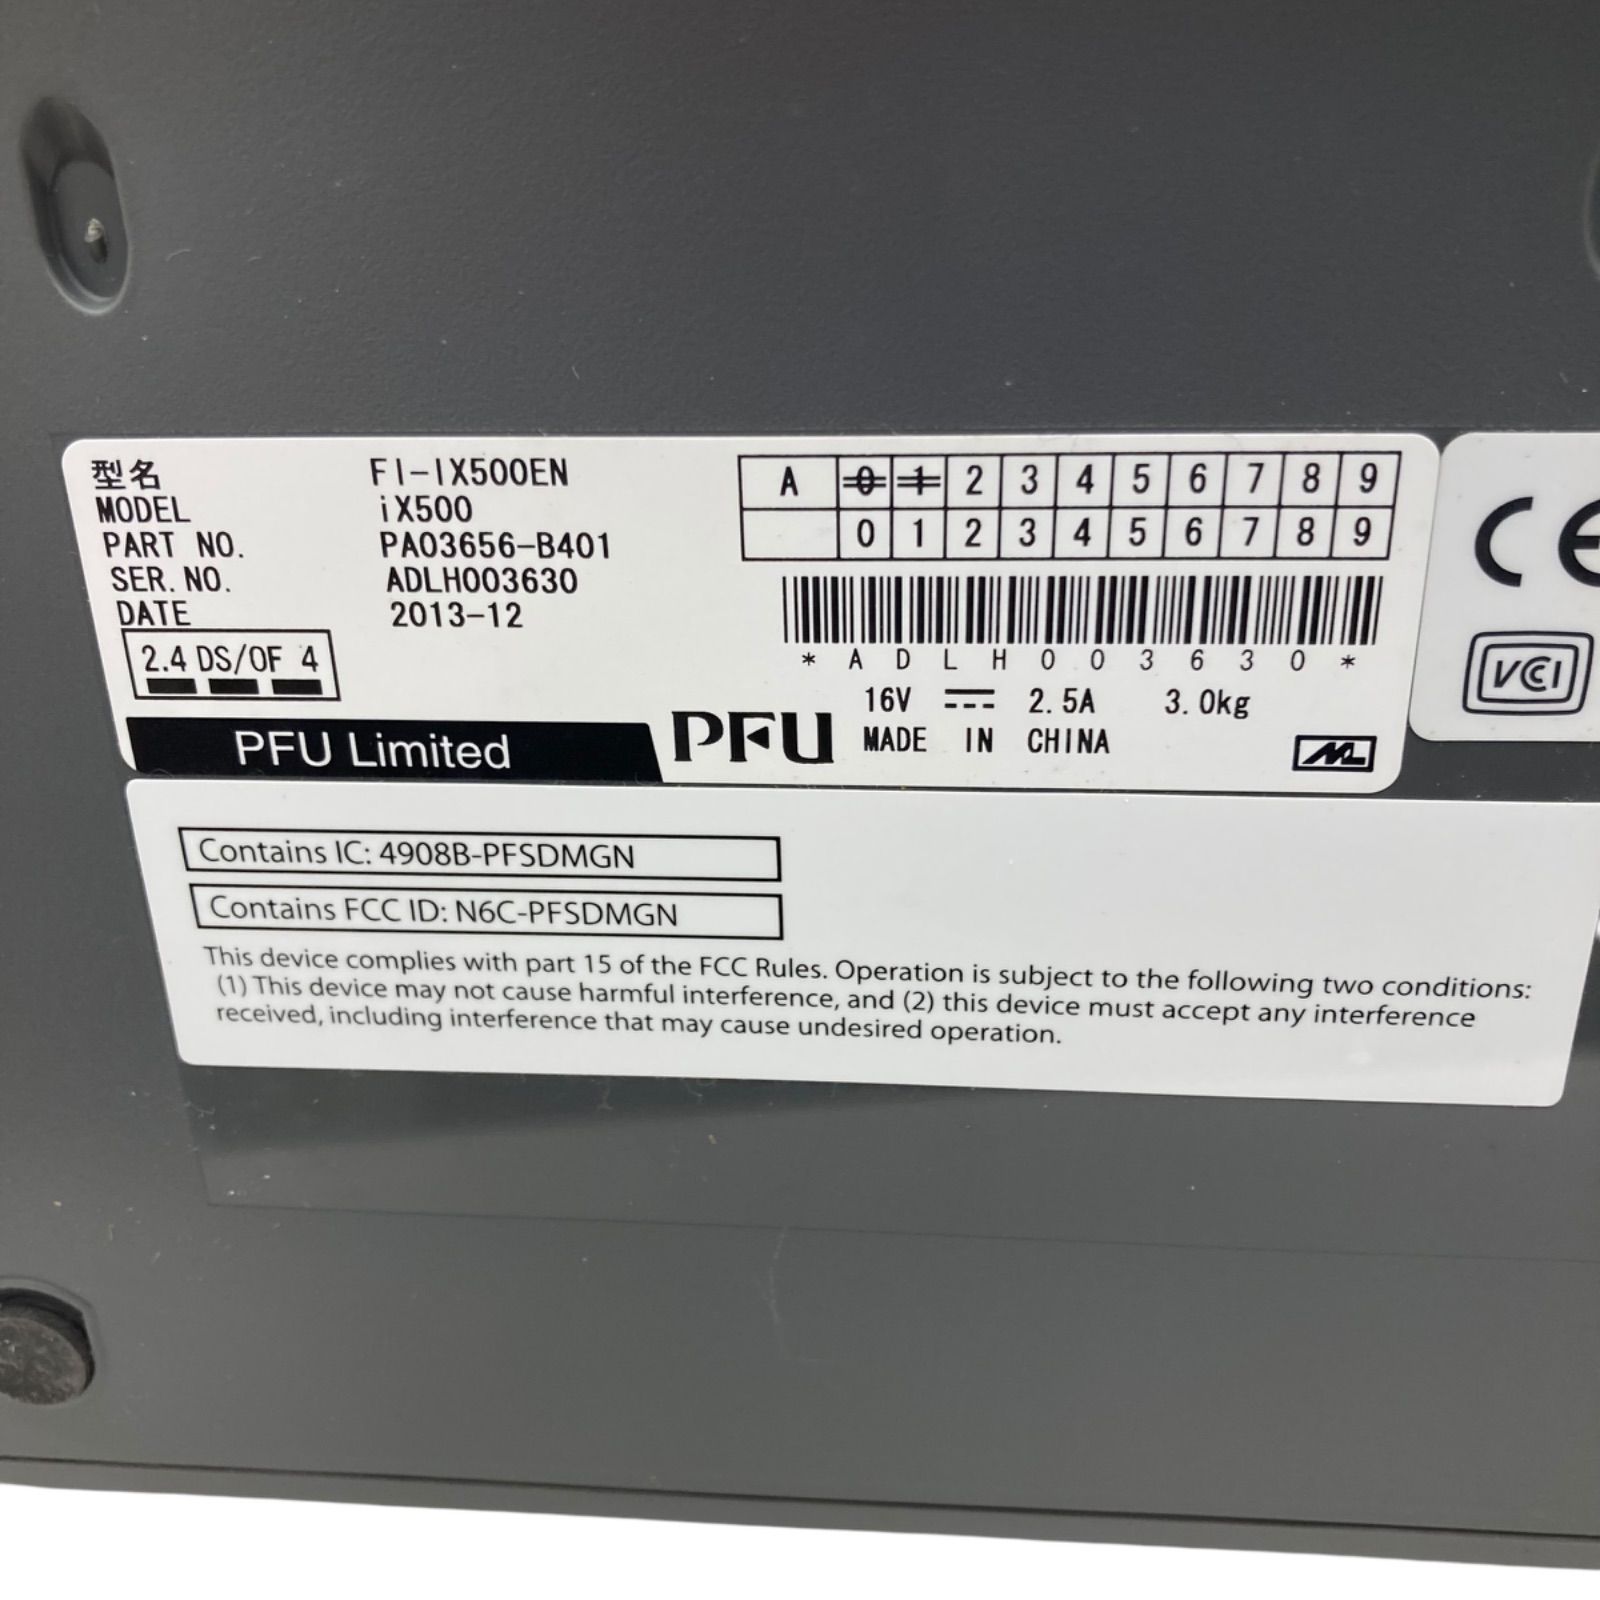 型名 FI-IX500EN
MODEL iX500
PART NO. PA03656-B401
SER. NO. ADLH003630
DATE 2013-12
2.4 DS/OF 4
A 0 1 2 3 4 5 6 7 8 9
0 1 2 3 4 5 6 7 8 9
* A D L H 0 0 3 6 3 0 *
16V 2.5A 3.0kg
PFU Limited PFU MADE IN CHINA
CE
VCI
Contains IC: 4908B-PFSDMGN
Contains FCC ID: N6C-PFSDMGN
This device complies with part 15 of the FCC Rules. Operation is subject to the following two conditions:
(1) This device may not cause harmful interference, and (2) this device must accept any interference
received, including interference that may cause undesired operation.